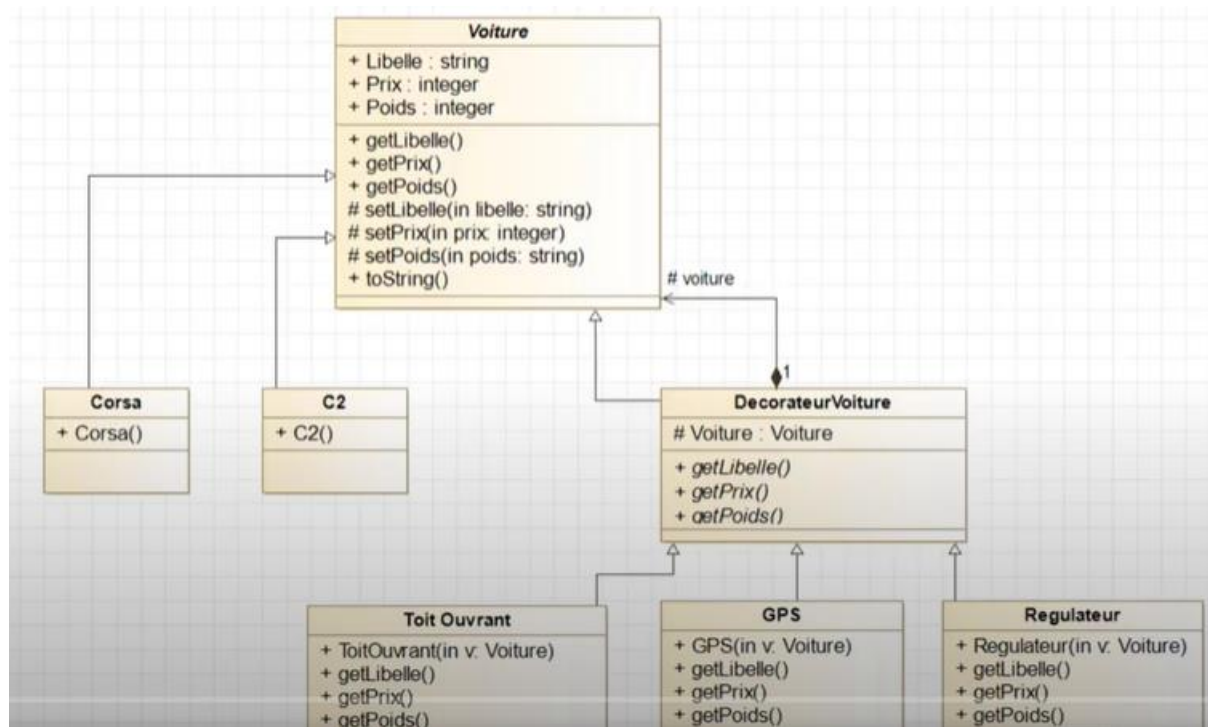 Voiture
+ Libelle : string
+ Prix : integer
+ Poids : integer
+ getLibelle()
+ getPrix()
+ getPoids()
# setLibelle(in libelle: string)
# setPrix(in prix: integer)
# setPoids(in poids: string)
+ toString()
# voiture
1
Corsa
+ Corsa()
C2
+ C2()
DecorateurVoiture
# Voiture : Voiture
+ getLibelle()
+ getPrix()
+ getPoids()
Toit Ouvrant
+ ToitOuvrant(in v: Voiture)
+ getLibelle()
+ getPrix()
+ getPoids()
GPS
+ GPS(in v: Voiture)
+ getLibelle()
+ getPrix()
+ getPoids()
Regulateur
+ Regulateur(in v: Voiture)
+ getLibelle()
+ getPrix()
+ getPoids()